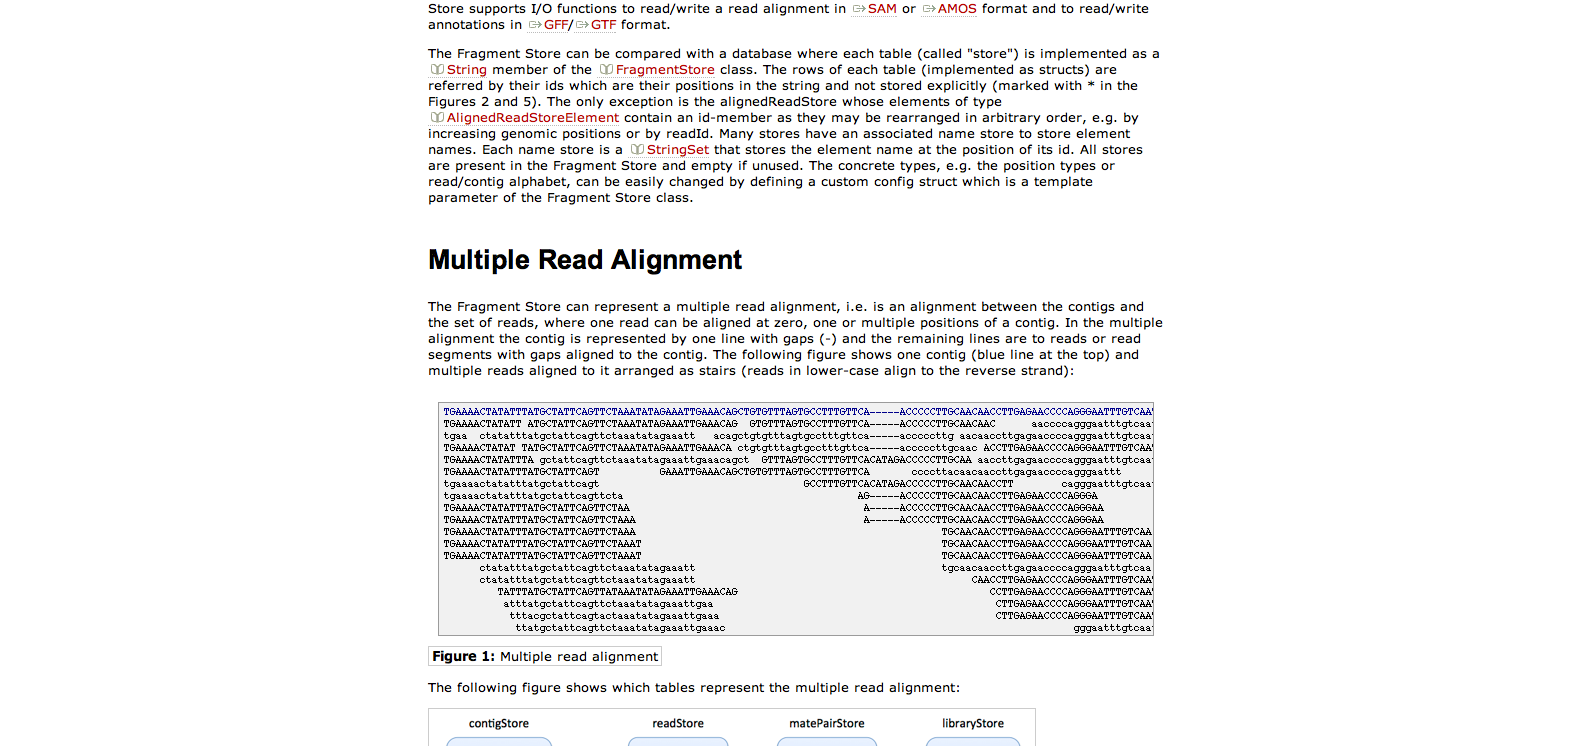 Store supports I/O functions to read/write a read alignment in SAM or AMOS format and to read/write
annotations in GFF/ GTF format.
The Fragment Store can be compared with a database where each table (called "store") is implemented as a
String member of the FragmentStore class. The rows of each table (implemented as structs) are
referred by their ids which are their positions in the string and not stored explicitly (marked with * in the
Figures 2 and 5). The only exception is the alignedReadStore whose elements of type
AlignedReadStoreElement contain an id-member as they may be rearranged in arbitrary order, e.g. by
increasing genomic positions or by readId. Many stores have an associated name store to store element
names. Each name store is a StringSet that stores the element name at the position of its id. All stores
are present in the Fragment Store and empty if unused. The concrete types, e.g. the position types or
read/contig alphabet, can be easily changed by defining a custom config struct which is a template
parameter of the Fragment Store class.
Multiple Read Alignment
The Fragment Store can represent a multiple read alignment, i.e. is an alignment between the contigs and
the set of reads, where one read can be aligned at zero, one or multiple positions of a contig. In the multiple
alignment the contig is represented by one line with gaps (-) and the remaining lines are to reads or read
segments with gaps aligned to the contig. The following figure shows one contig (blue line at the top) and
multiple reads aligned to it arranged as stairs (reads in lower-case align to the reverse strand):
TGAAAACTATATTTATGCTATTCAGTTCTAAATATAGAAATTGAAACAGCTGTGTTTAGTGCCTTTGTTCA-----ACCCCCTTGCAACAACCTTGAGAACCCCAGGGAATTTGTCAAT
TGAAAACTATATT ATGCTATTCAGTTCTAAATATAGAAATTGAAACAG GTGTTTAGTGCCTTTGTTCA-----ACCCCCTTGCAACAAC aaccccagggaatttgtcaa
tgaa ctatatttatgctattcagttctaaatatagaaatt acagctgtgtttagtgcctttgttca-----acccccttg aacaaccttgagaaccccagggaatttgtcaa
TGAAAACTATAT TATGCTATTCAGTTCTAAATATAGAAATTGAAACA ctgtgtttagtgcctttgttca-----acccccttgcaac ACCTTGAGAACCCCAGGGAATTTGTCAAT
TGAAAACTATATTTA gctattcagttctaaatatagaaattgaaacagct GTTTAGTGCCTTTGTTCACATAGACCCCCTTGCAA aaccttgagaaccccagggaatttgtcaa
TGAAAACTATATTTATGCTATTCAGT GAAATTGAAACAGCTGTGTTTAGTGCCTTTGTTCA ccccttacaacaaccttgagaaccccagggaattt
tgaaaactatatttatgctattcagt GCCTTTGTTCACATAGACCCCCTTGCAACAACCTT cagggaatttgtcaa
tgaaaactatatttatgctattcagttcta AG-----ACCCCCTTGCAACAACCTTGAGAACCCCAGGGA
TGAAAACTATATTTATGCTATTCAGTTCTAA A-----ACCCCCTTGCAACAACCTTGAGAACCCCAGGGAA
TGAAAACTATATTTATGCTATTCAGTTCTAAA A-----ACCCCCTTGCAACAACCTTGAGAACCCCAGGGAA
TGAAAACTATATTTATGCTATTCAGTTCTAAA TGCAACAACCTTGAGAACCCCAGGGAATTTGTCAA
TGAAAACTATATTTATGCTATTCAGTTCTAAAT TGCAACAACCTTGAGAACCCCAGGGAATTTGTCAA
TGAAAACTATATTTATGCTATTCAGTTCTAAAT TGCAACAACCTTGAGAACCCCAGGGAATTTGTCAA
ctatatttatgctattcagttctaaatatagaaatt tgcaacaaccttgagaaccccagggaatttgtcaa
ctatatttatgctattcagttctaaatatagaaatt CAACCTTGAGAACCCCAGGGAATTTGTCAAT
TATTTATGCTATTCAGTTATAAATATAGAAATTGAAACAG CCTTGAGAACCCCAGGGAATTTGTCAAT
atttatgctattcagttctaaatatagaaattgaa CTTGAGAACCCCAGGGAATTTGTCAAT
tttacgctattcagtactaaatatagaaattgaaa CTTGAGAACCCCAGGGAATTTGTCAAT
ttatgctattcagttctaaatatagaaattgaaac gggaatttgtcaa
Figure 1: Multiple read alignment
The following figure shows which tables represent the multiple read alignment:
contigStore readStore matePairStore libraryStore